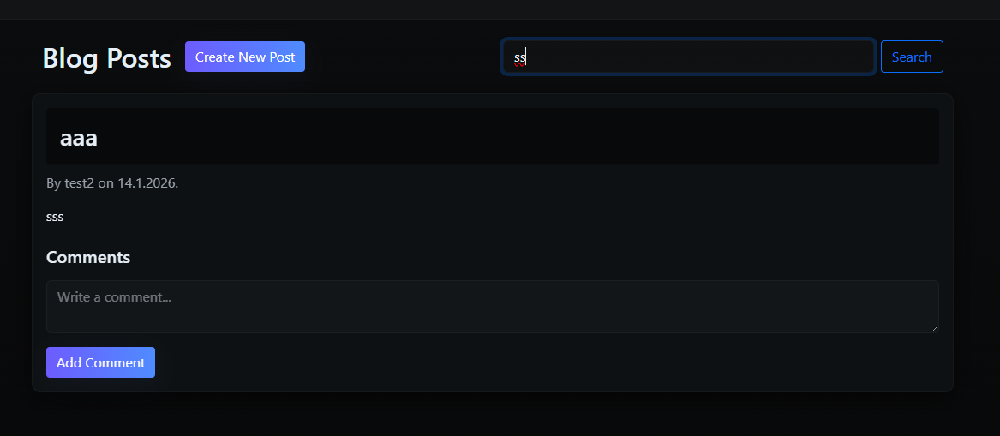 Blog Posts Create New Post ss Search
aaa
By test2 on 14.1.2026.
sss
Comments
Write a comment...
Add Comment